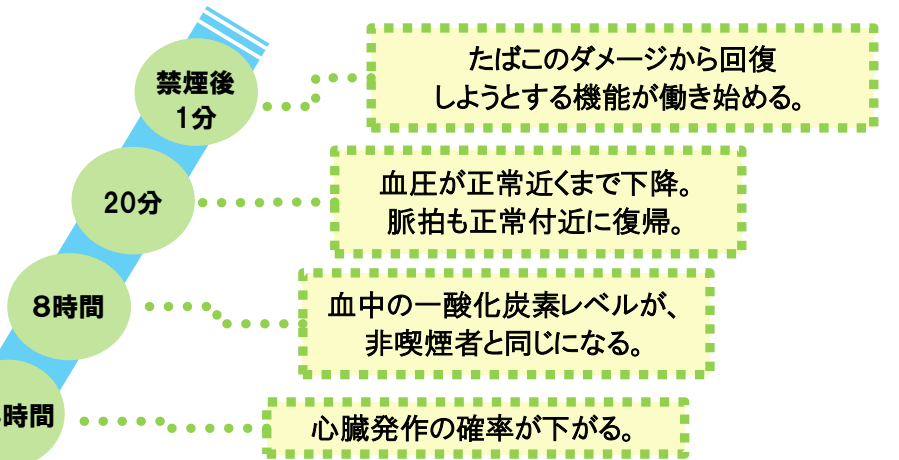 禁煙後
1分
たばこのダメージから回復
しようとする機能が働き始める。
20分
血圧が正常近くまで下降。
脈拍も正常付近に復帰。
8時間
血中の一酸化炭素レベルが、
非喫煙者と同じになる。
時間
心臓発作の確率が下がる。